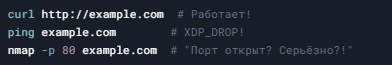 curl http://example.com  # Работает!
ping example.com         # XDP_DROP!
nmap -p 80 example.com  # "Порт открыт? Серьёзно?!"